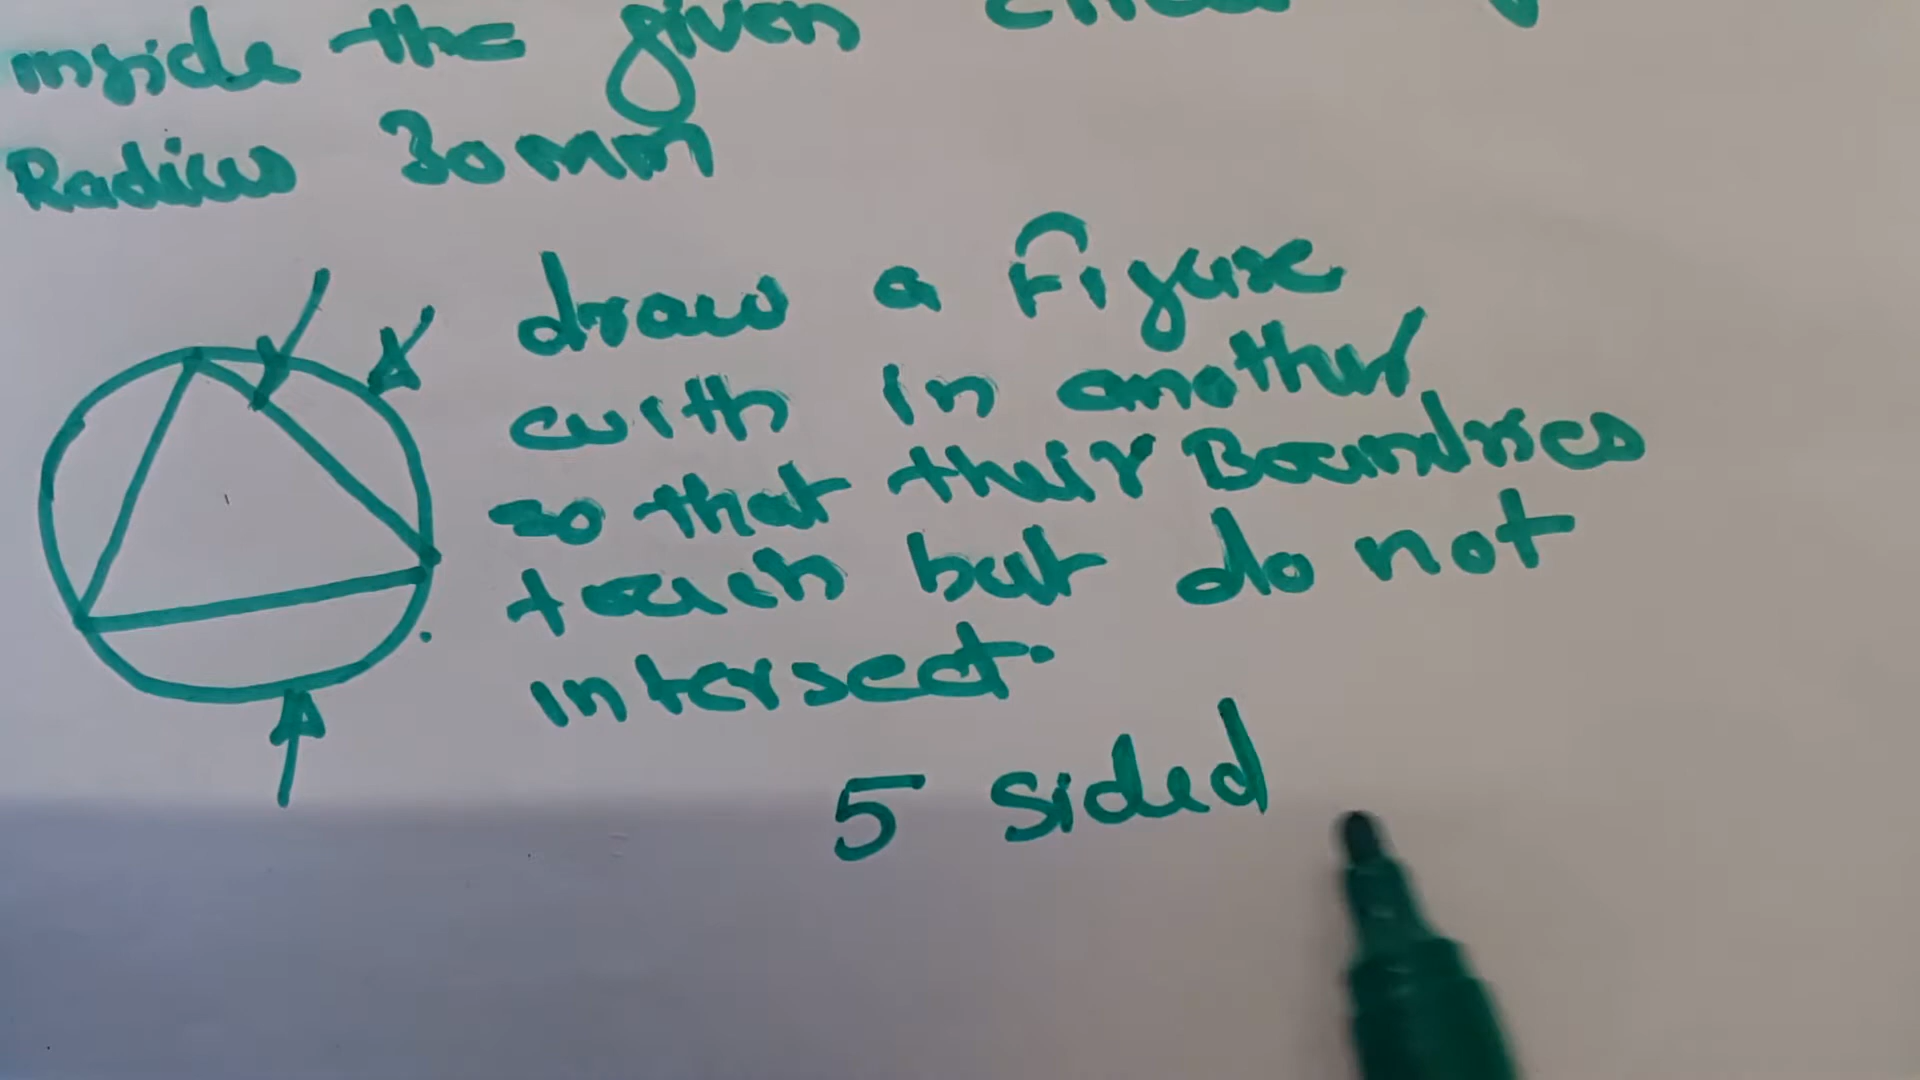 inside the given
Radius 30mm
draw a Figure
with in another
so that their Boundries
touch but do not
intersect.
5 sided